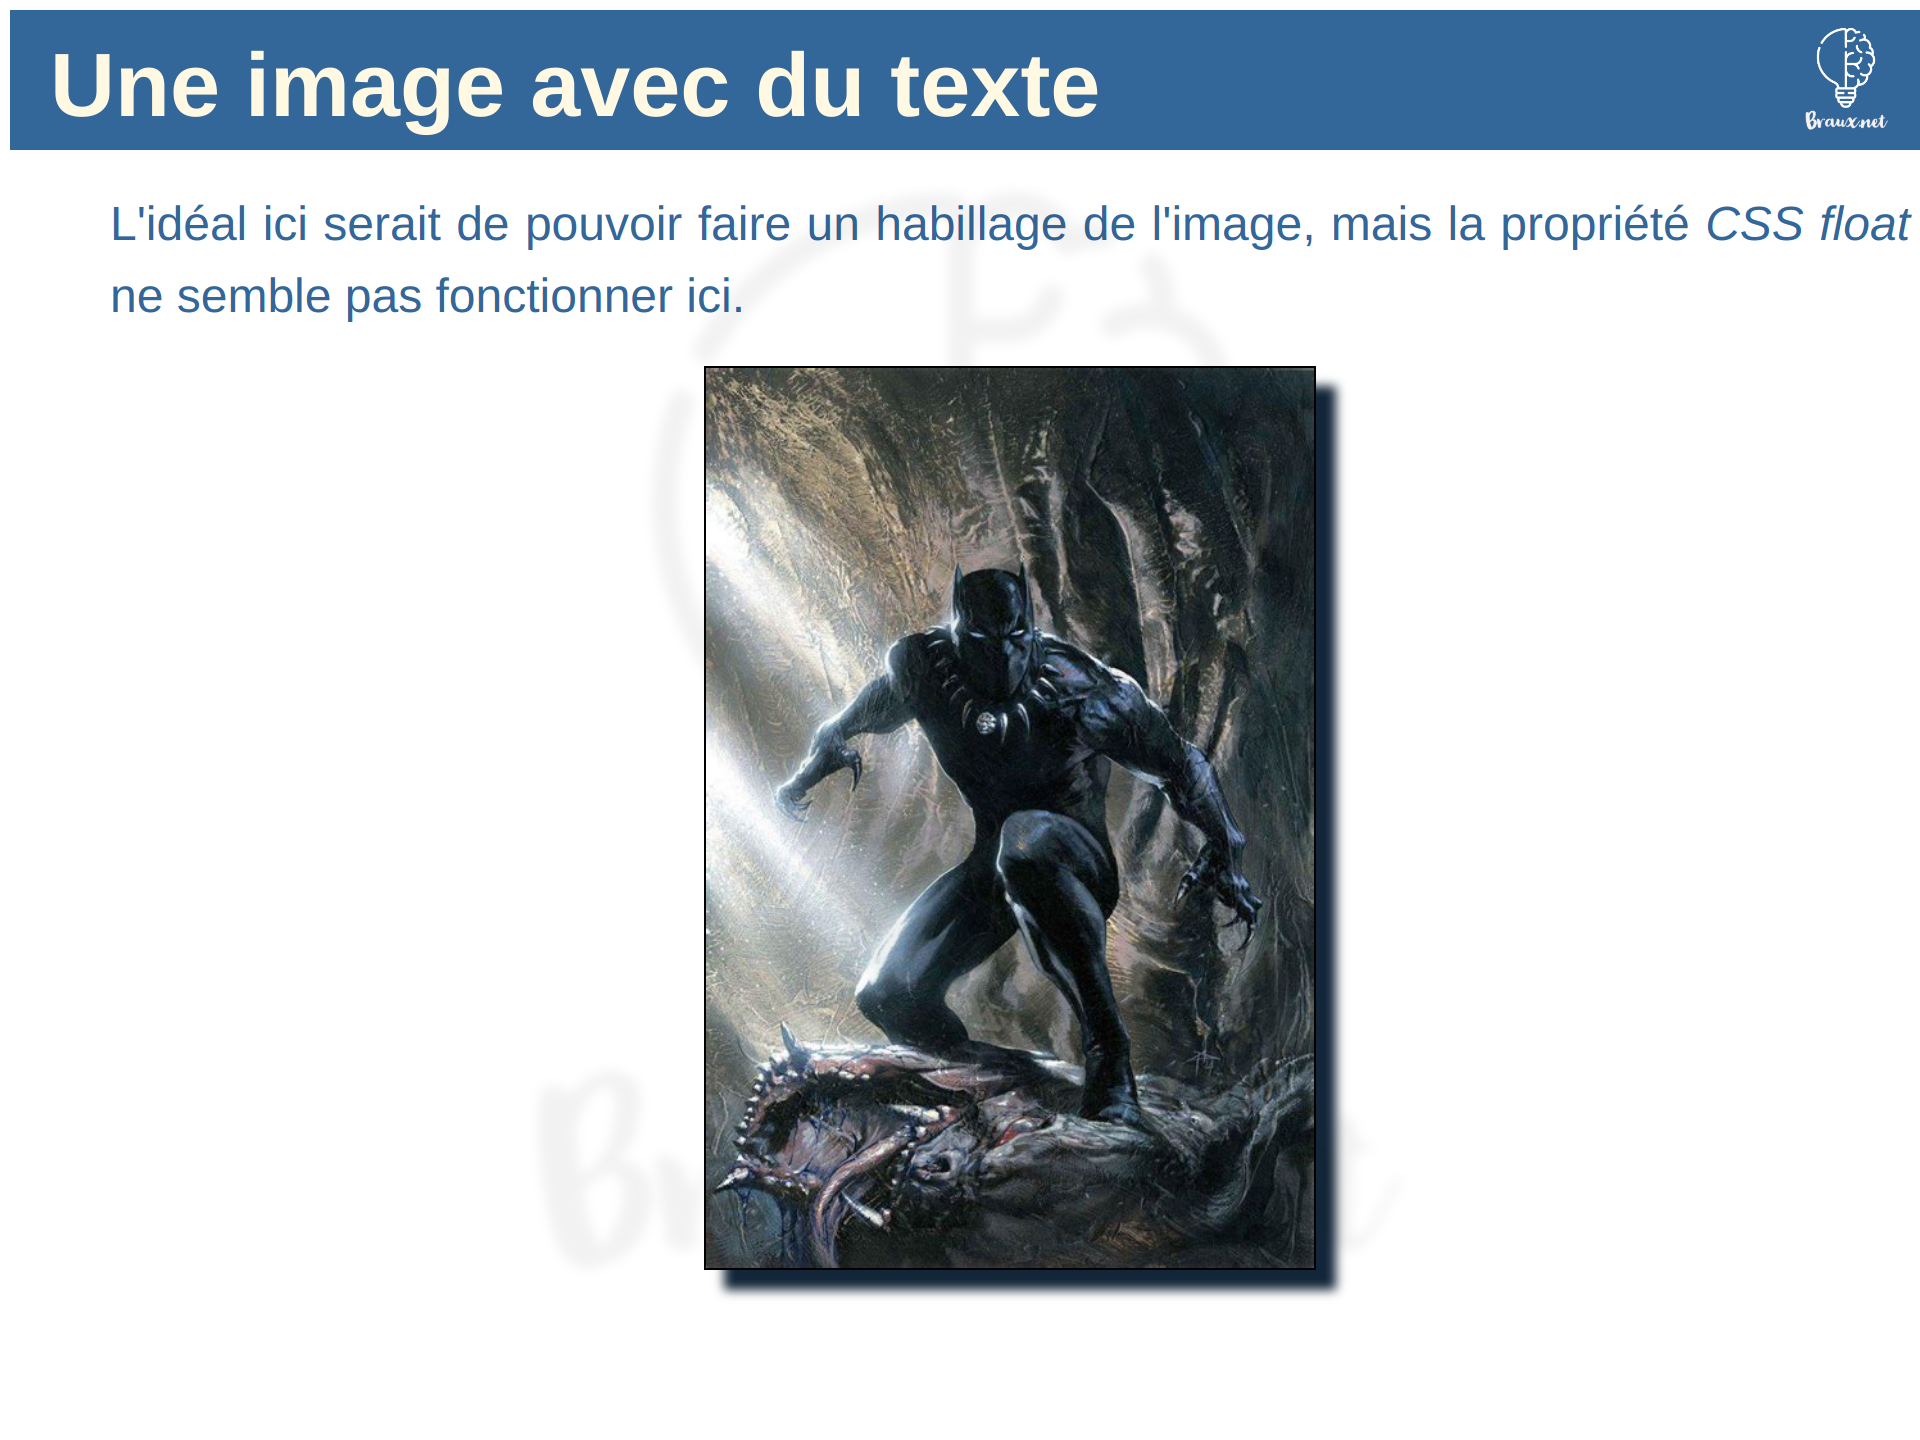 Une image avec du texte
Braux.net
L'idéal ici serait de pouvoir faire un habillage de l'image, mais la propriété CSS float
ne semble pas fonctionner ici.